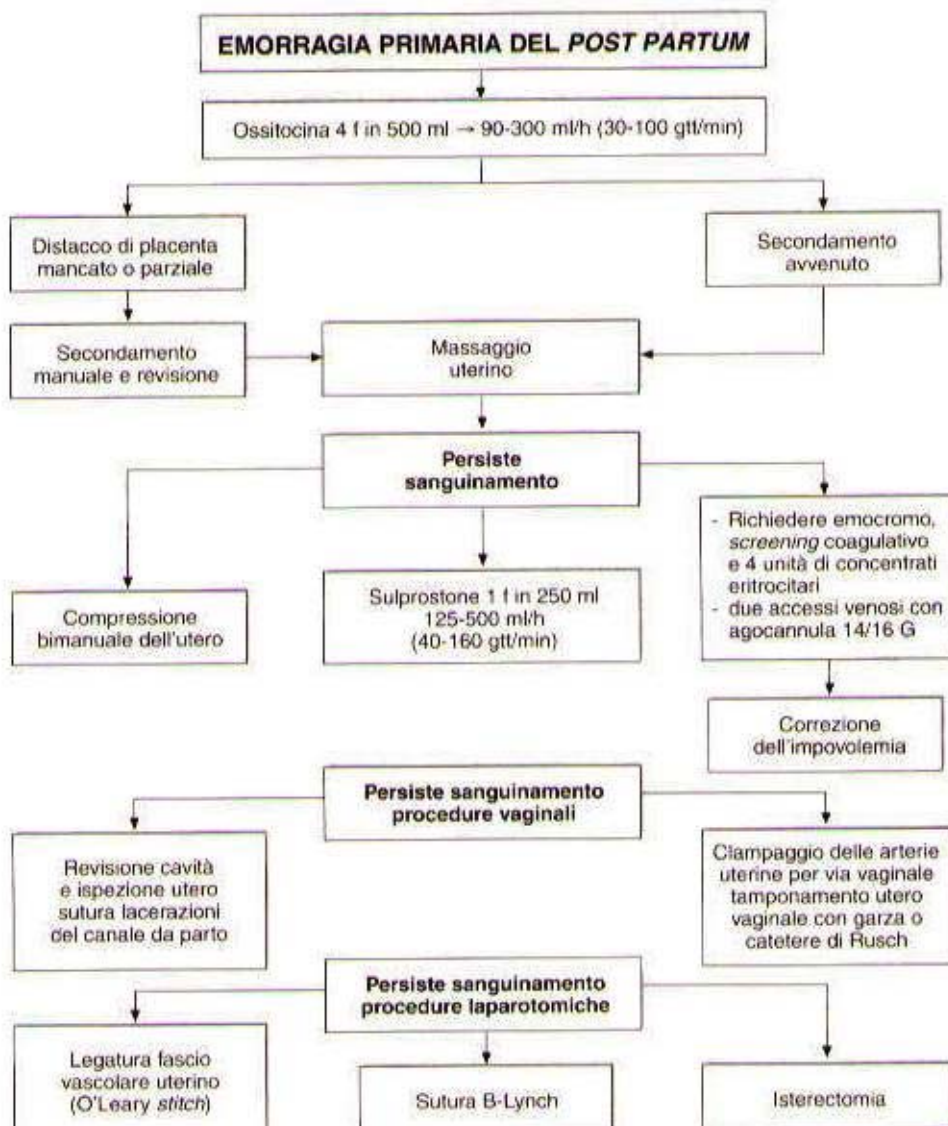 EMORRAGIA PRIMARIA DEL POST PARTUM
Ossitocina 4 f in 500 ml → 90-300 ml/h (30-100 gtt/min)
Distacco di placenta
mancato o parziale
Secondamento
avvenuto
Secondamento
manuale e revisione
Massaggio
uterino
Persiste
sanguinamento
Compressione
bimanuale dell'utero
Sulprostone 1 f in 250 ml
125-500 ml/h
(40-160 gtt/min)
- Richiedere emocromo,
screening coagulativo
e 4 unità di concentrati
eritrocitari
- due accessi venosi con
agocannula 14/16 G
Correzione
dell'impovolemia
Persiste sanguinamento
procedure vaginali
Revisione cavità
e ispezione utero
sutura lacerazioni
del canale da parto
Clampaggio delle arterie
uterine per via vaginale
tamponamento utero
vaginale con garza o
catetere di Rusch
Persiste sanguinamento
procedure laparotomiche
Legatura fascio
vascolare uterino
(O'Leary stitch)
Sutura B-Lynch
Isterectomia